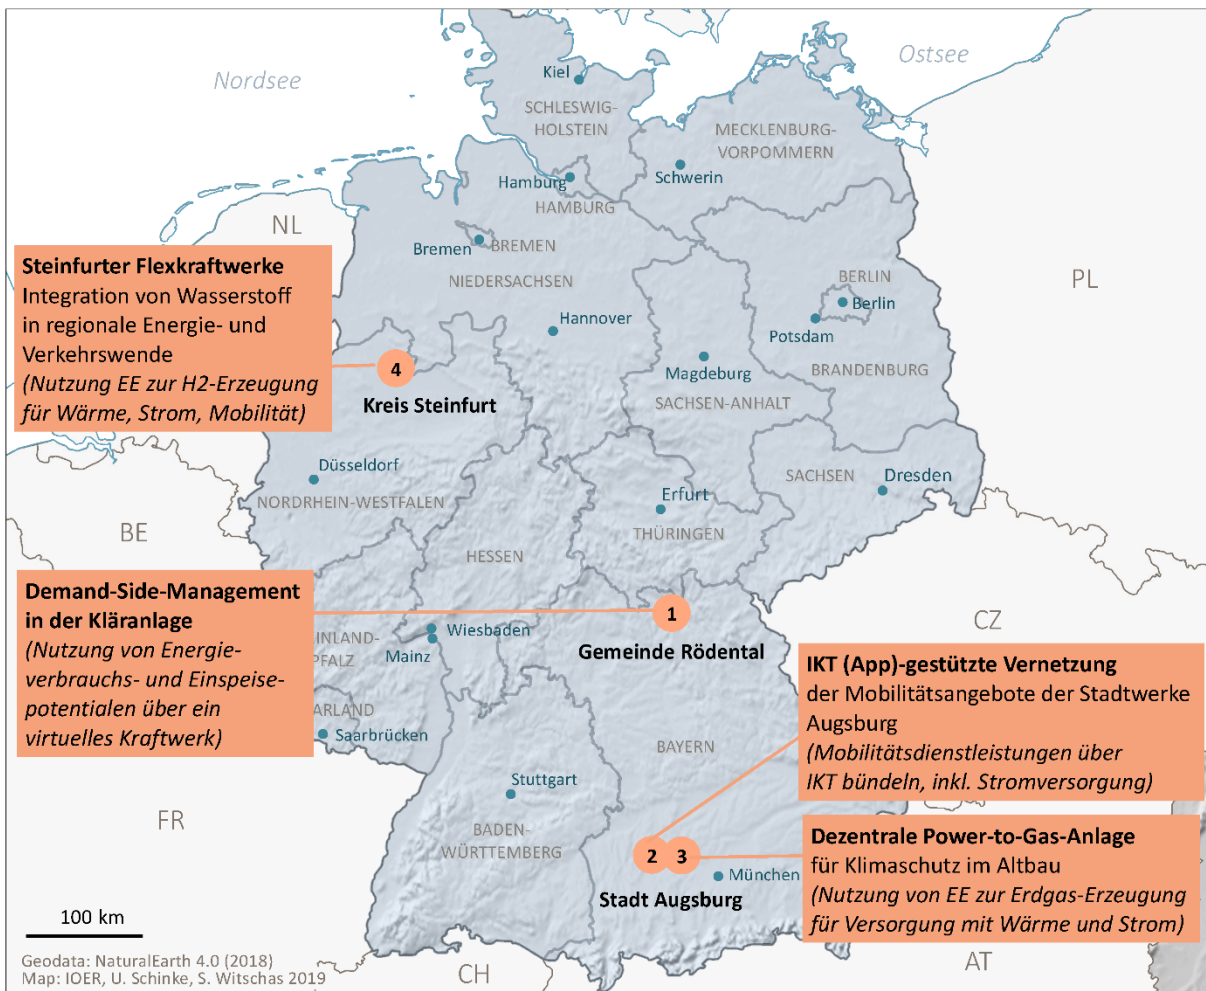 Nordsee
Ostsee
Kiel
SCHLESWIG-
HOLSTEIN
MECKLENBURG-
VORPOMMERN
Schwerin
Hamburg
HAMBURG
NL
Bremen
BREMEN
NIEDERSACHSEN
BERLIN
Berlin
PL
Hannover
Potsdam
Steinfurter Flexkraftwerke
Integration von Wasserstoff
in regionale Energie- und
Verkehrswende
(Nutzung EE zur H2-Erzeugung
für Wärme, Strom, Mobilität)
4
Kreis Steinfurt
Magdeburg
BRANDENBURG
SACHSEN-ANHALT
Düsseldorf
NORDRHEIN-WESTFALEN
SACHSEN
Dresden
Erfurt
THÜRINGEN
BE
HESSEN
Demand-Side-Management
in der Kläranlage
(Nutzung von Energie-
verbrauchs- und Einspeise-
potentialen über ein
virtuelles Kraftwerk)
1
Gemeinde Rödental
CZ
Wiesbaden
Mainz
INLAND-
PFALZ
ARLAND
Saarbrücken
IKT (App)-gestützte Vernetzung
der Mobilitätsangebote der Stadtwerke
Augsburg
(Mobilitätsdienstleistungen über
IKT bündeln, inkl. Stromversorgung)
BAYERN
Stuttgart
FR
BADEN-
WÜRTTEMBERG
2
3
Stadt Augsburg
München
Dezentrale Power-to-Gas-Anlage
für Klimaschutz im Altbau
(Nutzung von EE zur Erdgas-Erzeugung
für Versorgung mit Wärme und Strom)
100 km
CH
AT
Geodata: NaturalEarth 4.0 (2018)
Map: IOER, U. Schinke, S. Witschas 2019